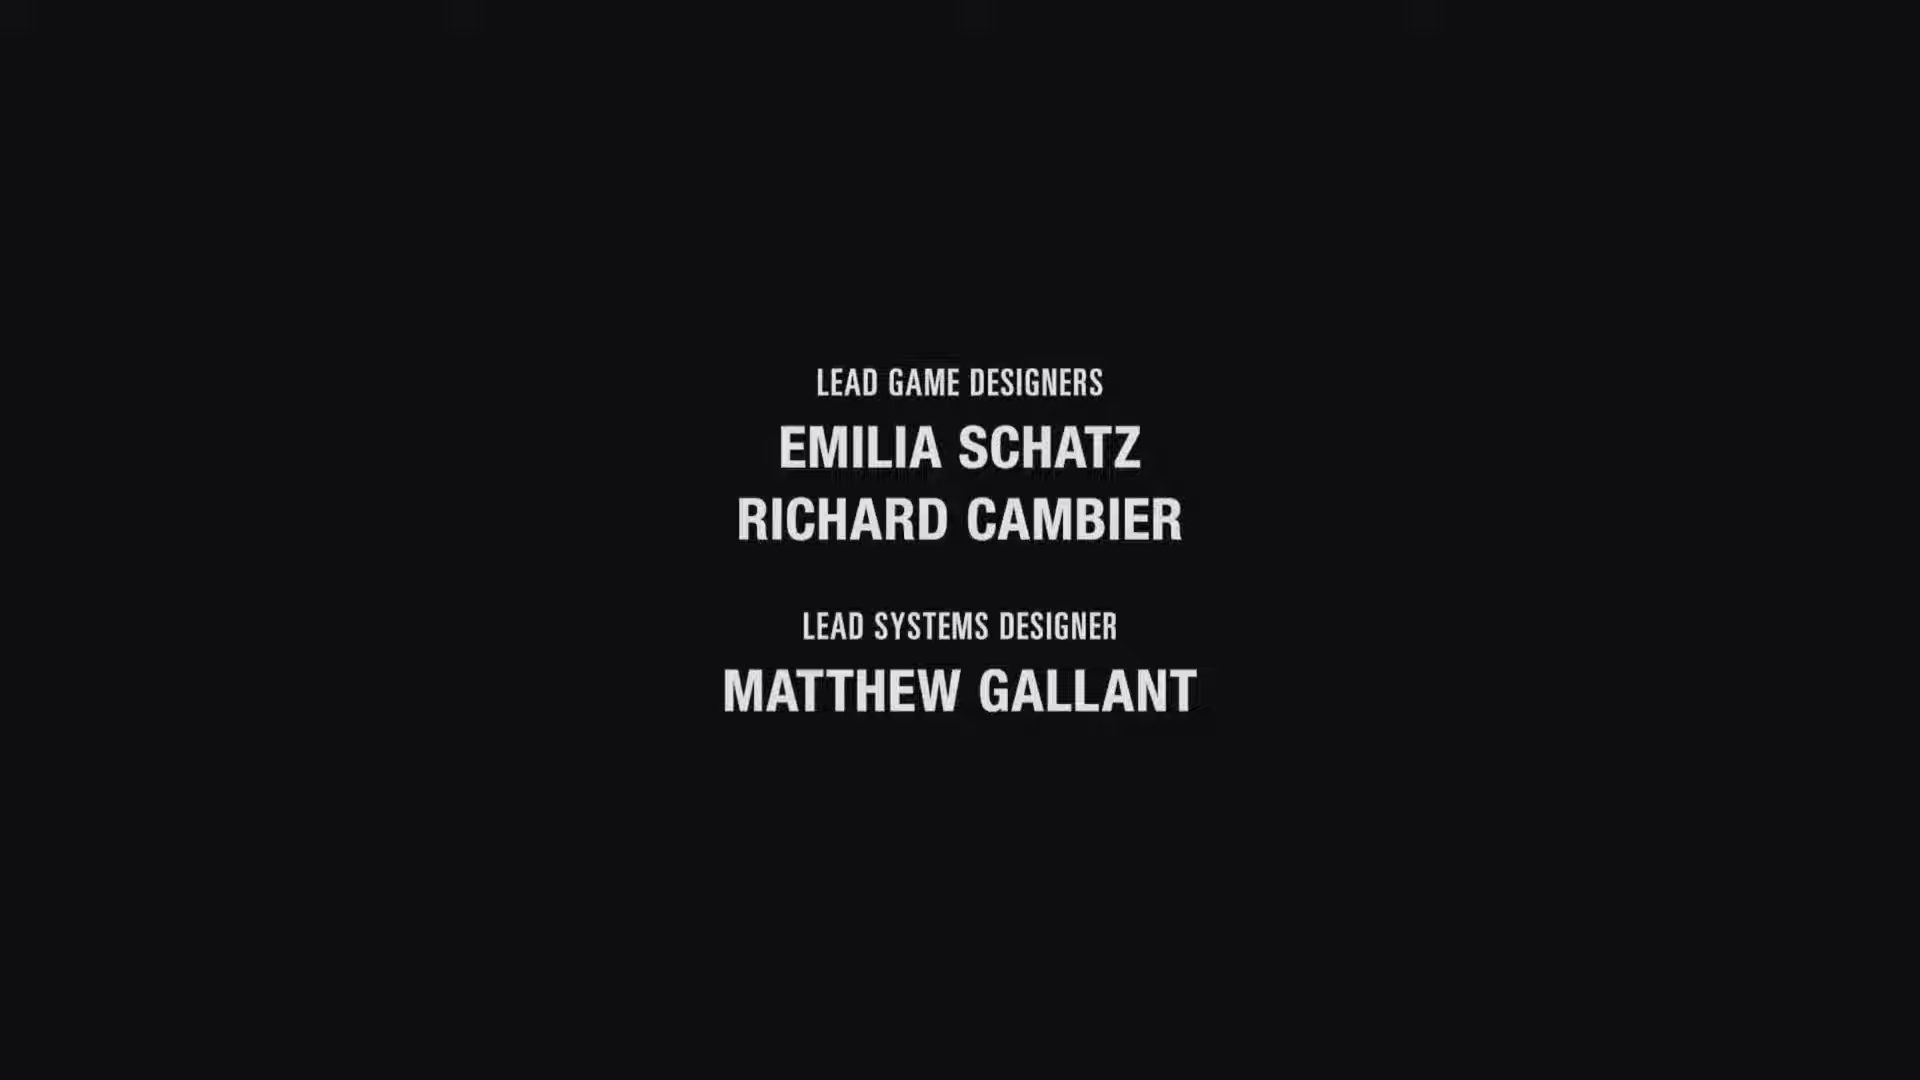 LEAD GAME DESIGNERS
EMILIA SCHATZ
RICHARD CAMBIER
LEAD SYSTEMS DESIGNER
MATTHEW GALLANT